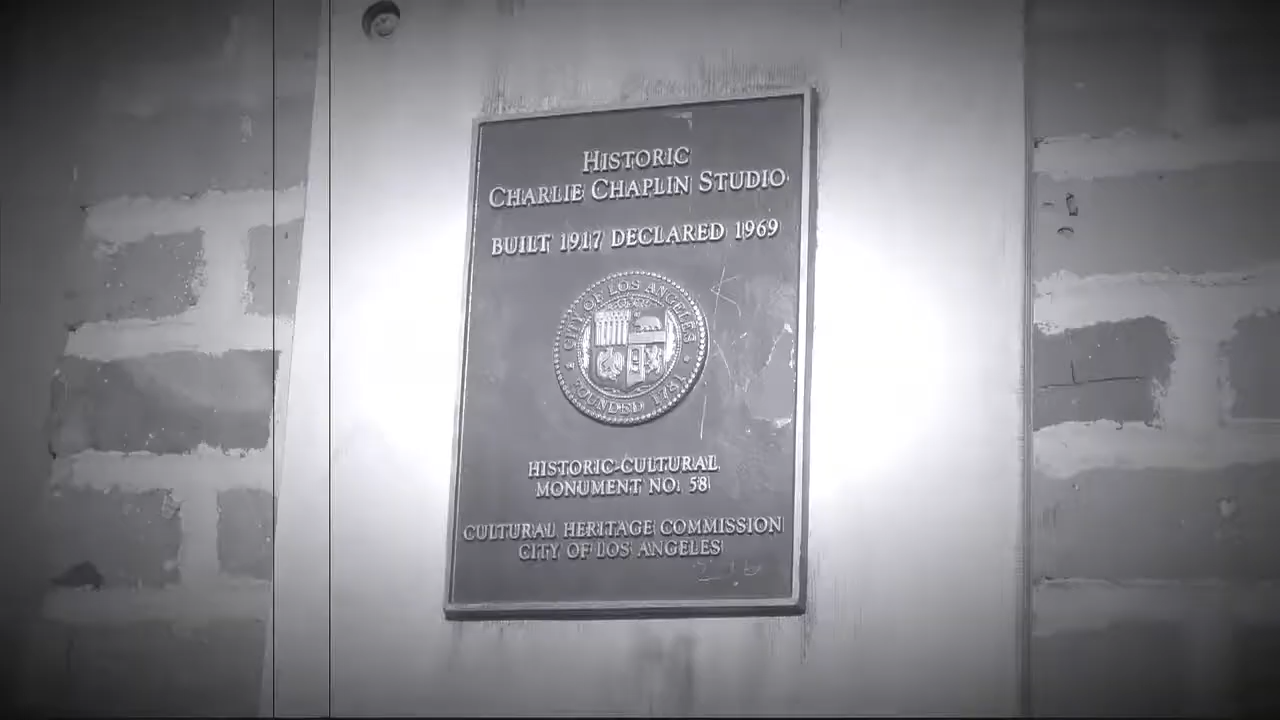 HISTORIC
CHARLIE CHAPLIN STUDIO
BUILT 1917 DECLARED 1969
CITY OF LOS ANGELES
FOUNDED 1781
HISTORIC-CULTURAL
MONUMENT NO. 58
CULTURAL HERITAGE COMMISSION
CITY OF LOS ANGELES